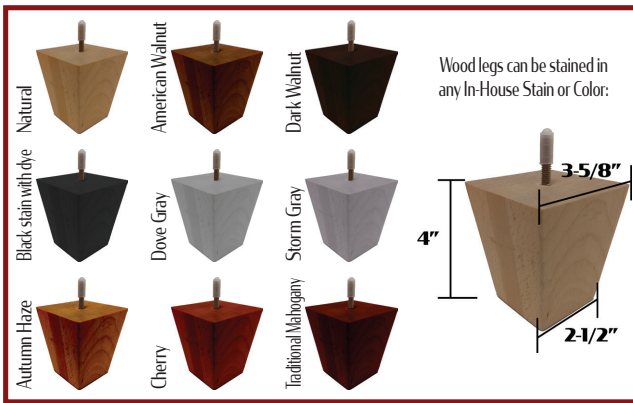 Natural
American Walnut
Dark Walnut
Wood legs can be stained in
any In-House Stain or Color:
Black stain with dye
Dove Gray
Storm Gray
3-5/8"
4"
2-1/2"
Autumn Haze
Cherry
Traditional Mahogany